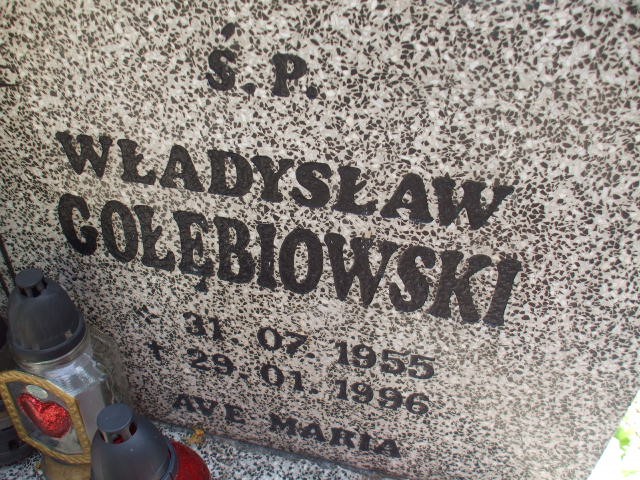 Ś.P.
WŁADYSŁAW
GOŁĘBIOWSKI
* 31. 07. 1955
+ 29. 01. 1996
AVE MARIA